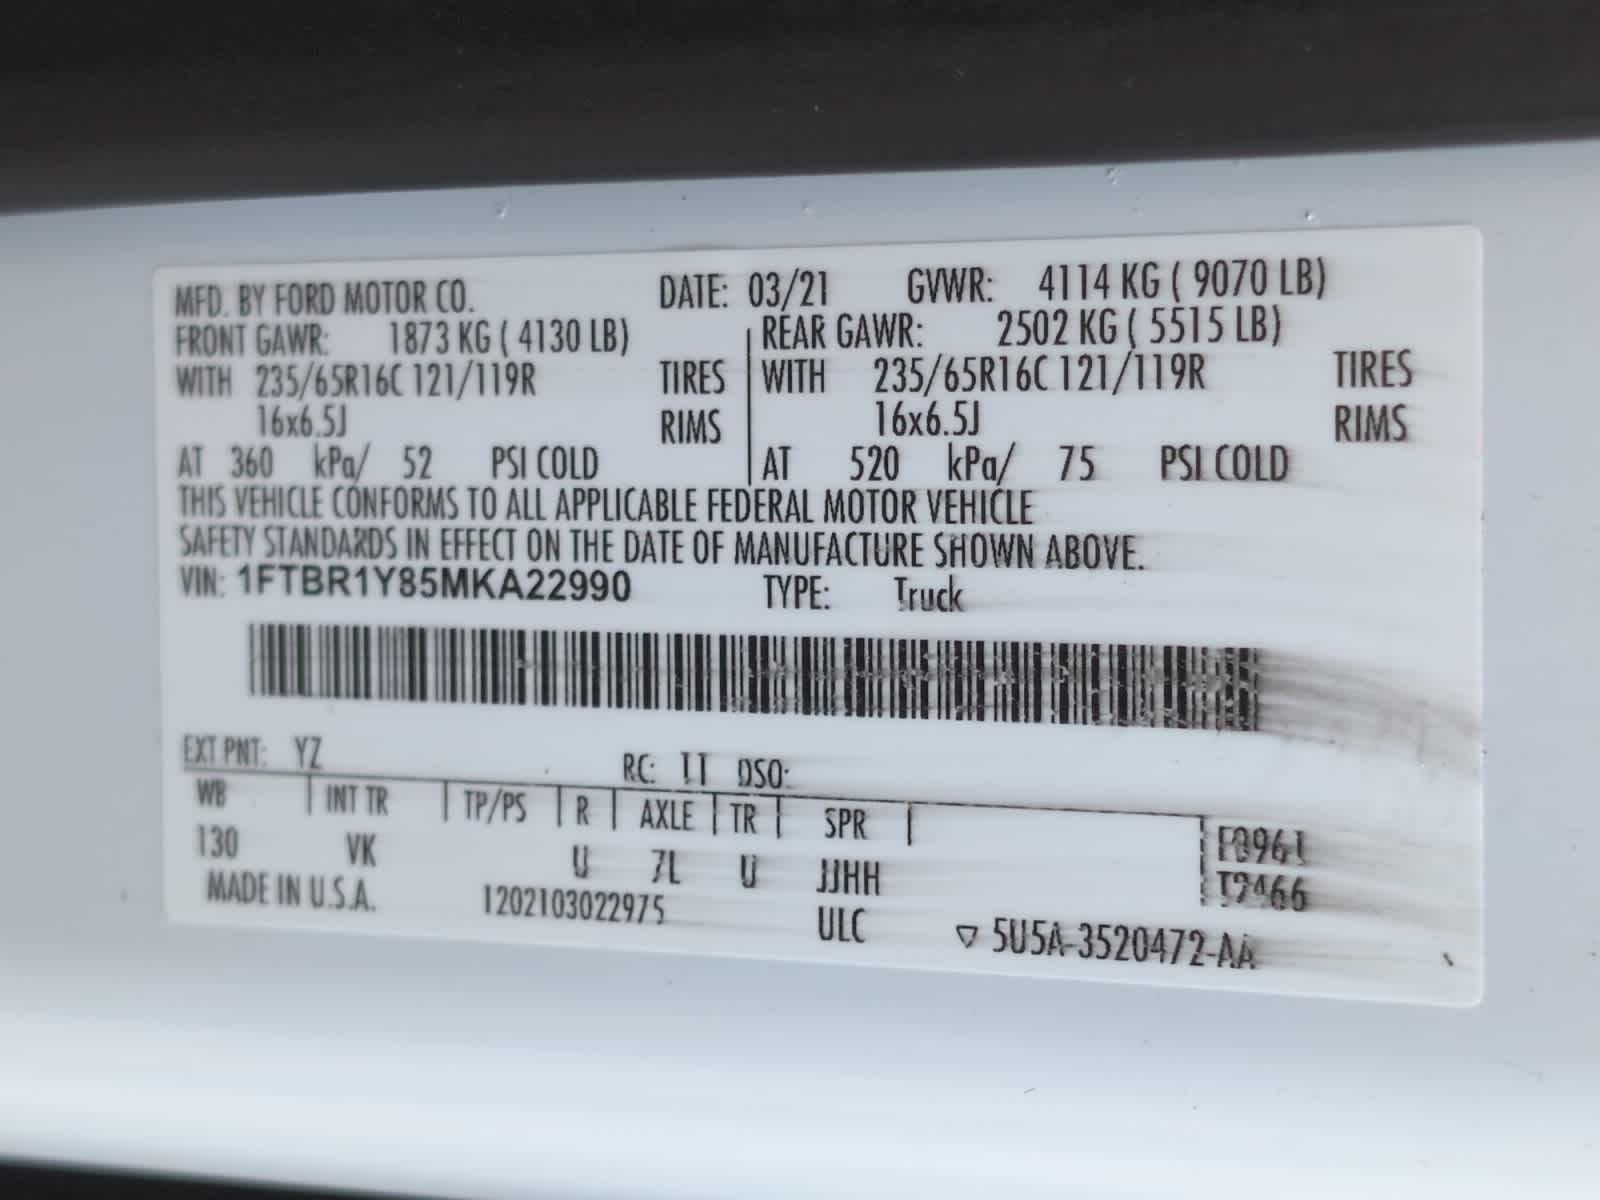 MFD. BY FORD MOTOR CO. DATE: 03/21 GVWR: 4114 KG ( 9070 LB)
FRONT GAWR: 1873 KG ( 4130 LB) REAR GAWR: 2502 KG ( 5515 LB)
WITH 235/65R16C 121/119R TIRES WITH 235/65R16C 121/119R TIRES
16x6.5J RIMS 16x6.5J RIMS
AT 360 kPa/ 52 PSI COLD AT 520 kPa/ 75 PSI COLD
THIS VEHICLE CONFORMS TO ALL APPLICABLE FEDERAL MOTOR VEHICLE
SAFETY STANDARDS IN EFFECT ON THE DATE OF MANUFACTURE SHOWN ABOVE.
VIN: 1FTBR1Y85MKA22990 TYPE: Truck
EXT PNT: YZ RC: 11 DSO:
WB INT TR TP/PS R AXLE TR SPR
130 VK U 7L U JJHH
MADE IN U.S.A. 1202103022975 ULC 5U5A-3520472-AA